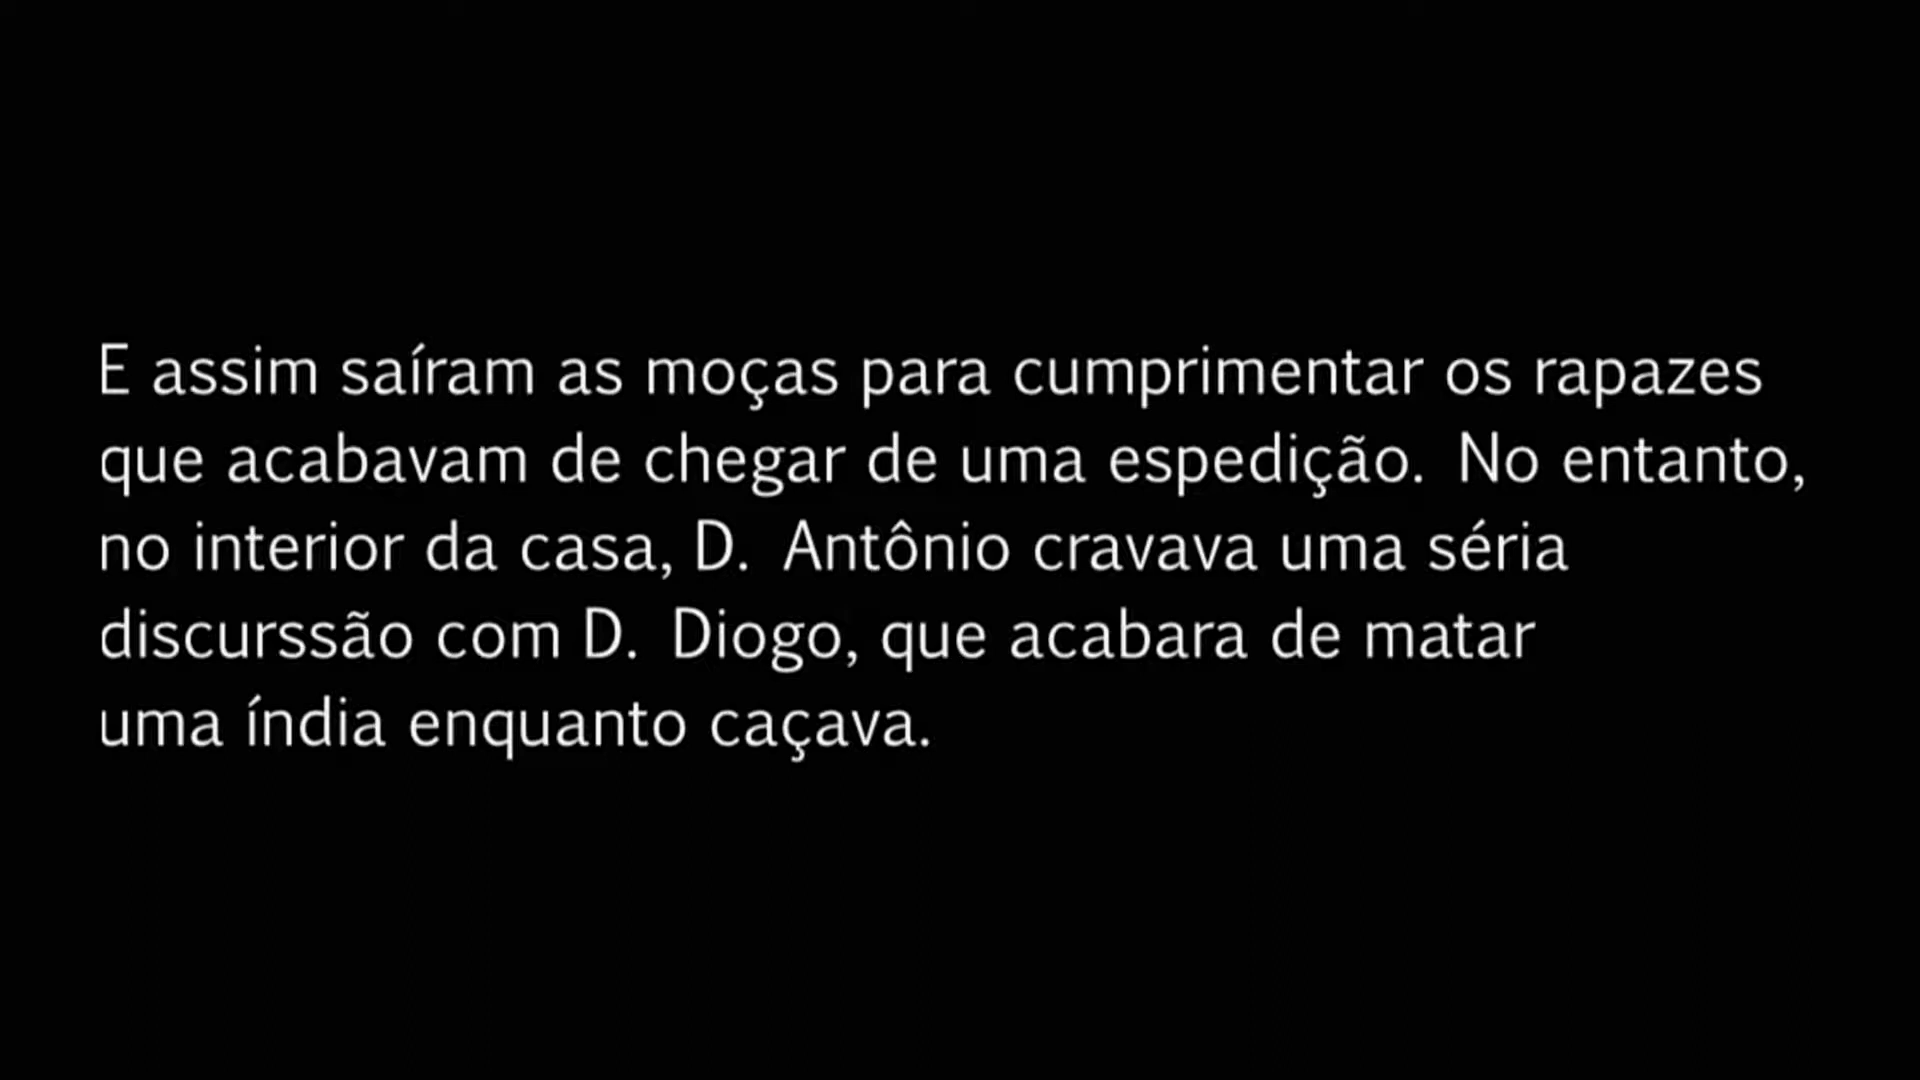 E assim saíram as moças para cumprimentar os rapazes
que acabavam de chegar de uma espedição. No entanto,
no interior da casa, D. Antônio cravava uma séria
discurssão com D. Diogo, que acabara de matar
uma índia enquanto caçava.